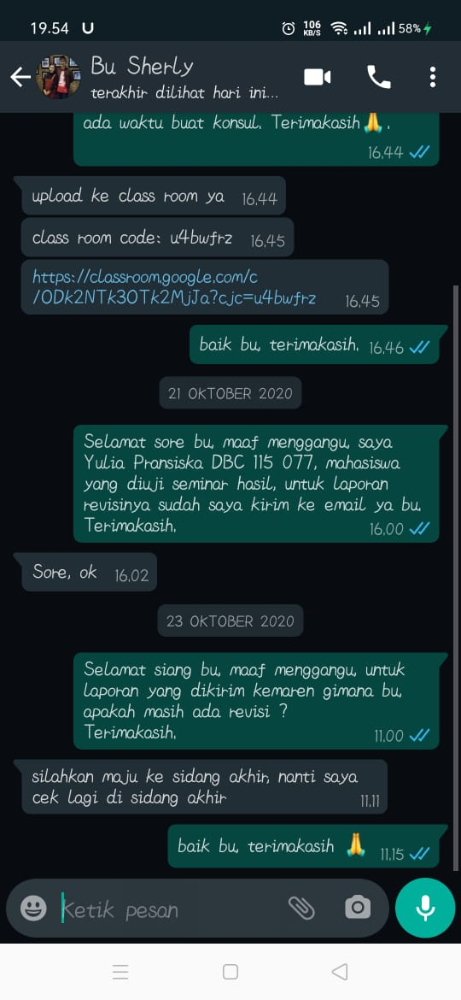 19.54 U 106 KB/S 58%
Bu Sherly
terakhir dilihat hari ini...
ada waktu buat konsul. Terimakasih🙏.
16.44
upload ke class room ya 16.44
class room code: u4bwfrz 16.45
https://classroom.google.com/c
/ODk2NTk3OTk2MjJa?cjc=u4bwfrz 16.45
baik bu, terimakasih. 16.46
21 OKTOBER 2020
Selamat sore bu, maaf menggangu, saya
Yulia Pransiska DBC 115 077, mahasiswa
yang diuji seminar hasil, untuk laporan
revisinya sudah saya kirim ke email ya bu.
Terimakasih. 16.00
Sore, ok 16.02
23 OKTOBER 2020
Selamat siang bu, maaf menggangu, untuk
laporan yang dikirim kemaren gimana bu,
apakah masih ada revisi ?
Terimakasih. 11.00
silahkan maju ke sidang akhir, nanti saya
cek lagi di sidang akhir 11.11
baik bu, terimakasih 🙏 11.15
Ketik pesan